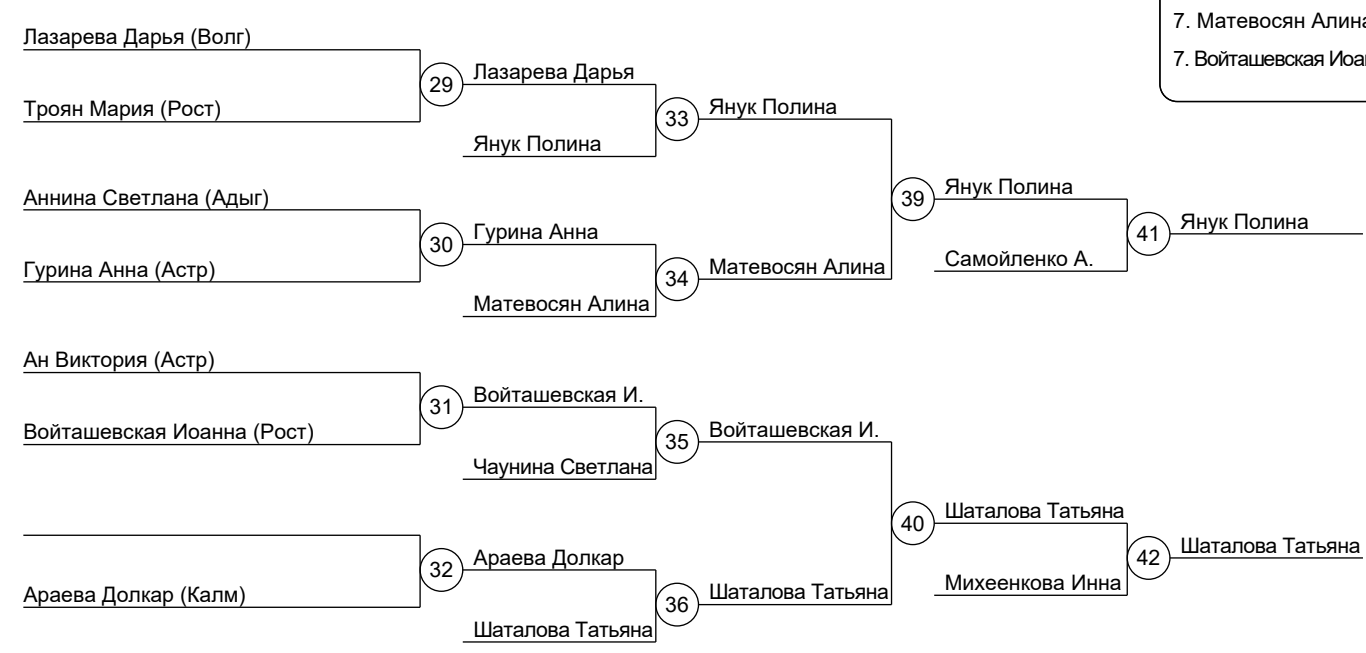 7. Матевосян Алина
7. Войташевская
Лазарева Дарья (Волг)
29
Лазарева Дарья
Троян Мария (Рост)
33
Янук Полина
Янук Полина
Аннина Светлана (Адыг)
39
Янук Полина
30
Гурина Анна
41
Янук Полина
Гурина Анна (Астр)
34
Матевосян Алина
Самойленко А.
Матевосян Алина
Ан Виктория (Астр)
31
Войташевская И.
Войташевская Иоанна (Рост)
35
Войташевская И.
Чаунина Светлана
40
Шаталова Татьяна
32
Араева Долкар
42
Шаталова Татьяна
Араева Долкар (Калм)
36
Шаталова Татьяна
Михеенкова Инна
Шаталова Татьяна